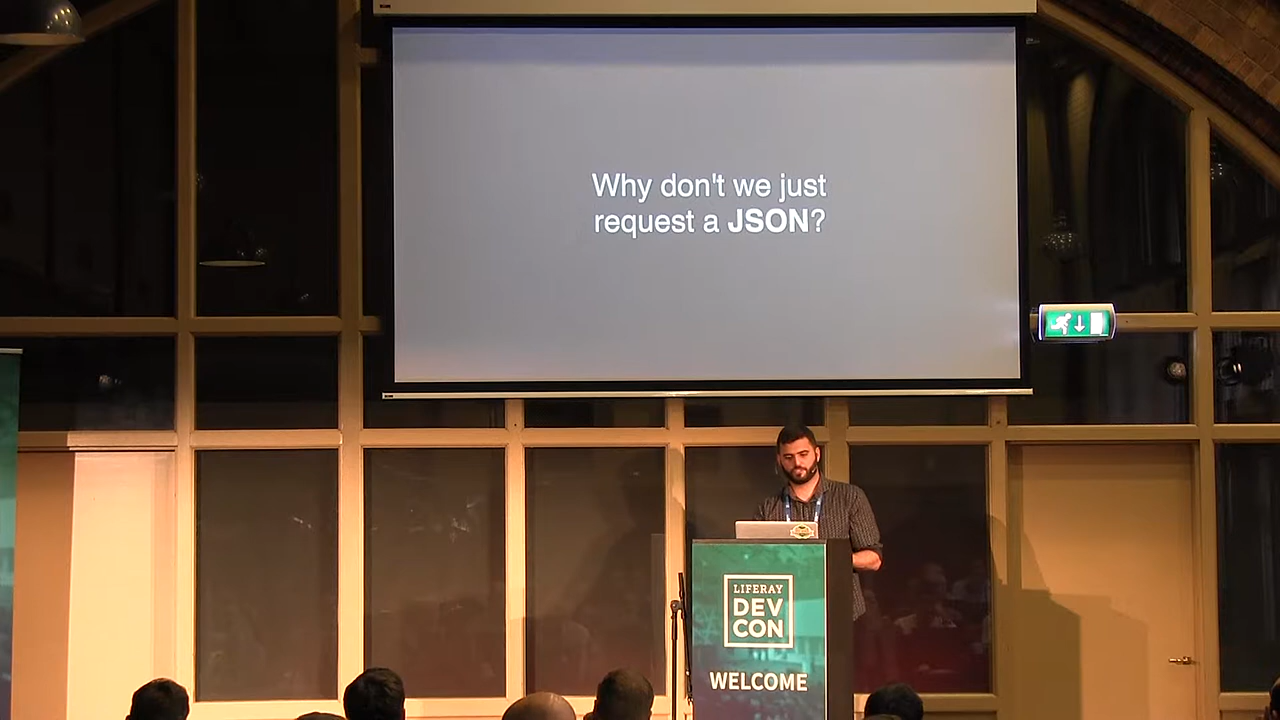 Why don't we just
request a JSON?
LIFERAY
DEV
CON
WELCOME